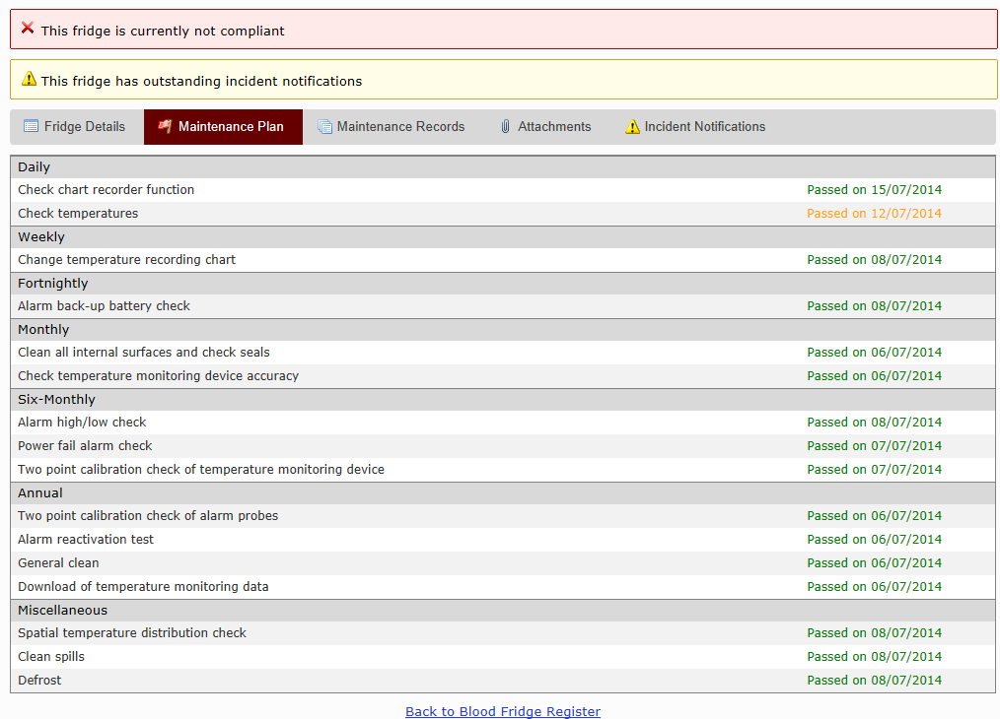 This fridge is currently not compliant
This fridge has outstanding incident notifications
Fridge Details Maintenance Plan Maintenance Records Attachments Incident Notifications
Daily
Check chart recorder function Passed on 15/07/2014
Check temperatures Passed on 12/07/2014
Weekly
Change temperature recording chart Passed on 08/07/2014
Fortnightly
Alarm back-up battery check Passed on 08/07/2014
Monthly
Clean all internal surfaces and check seals Passed on 06/07/2014
Check temperature monitoring device accuracy Passed on 06/07/2014
Six-Monthly
Alarm high/low check Passed on 08/07/2014
Power fail alarm check Passed on 07/07/2014
Two point calibration check of temperature monitoring device Passed on 07/07/2014
Annual
Two point calibration check of alarm probes Passed on 06/07/2014
Alarm reactivation test Passed on 06/07/2014
General clean Passed on 06/07/2014
Download of temperature monitoring data Passed on 06/07/2014
Miscellaneous
Spatial temperature distribution check Passed on 08/07/2014
Clean spills Passed on 08/07/2014
Defrost Passed on 08/07/2014
Back to Blood Fridge Register